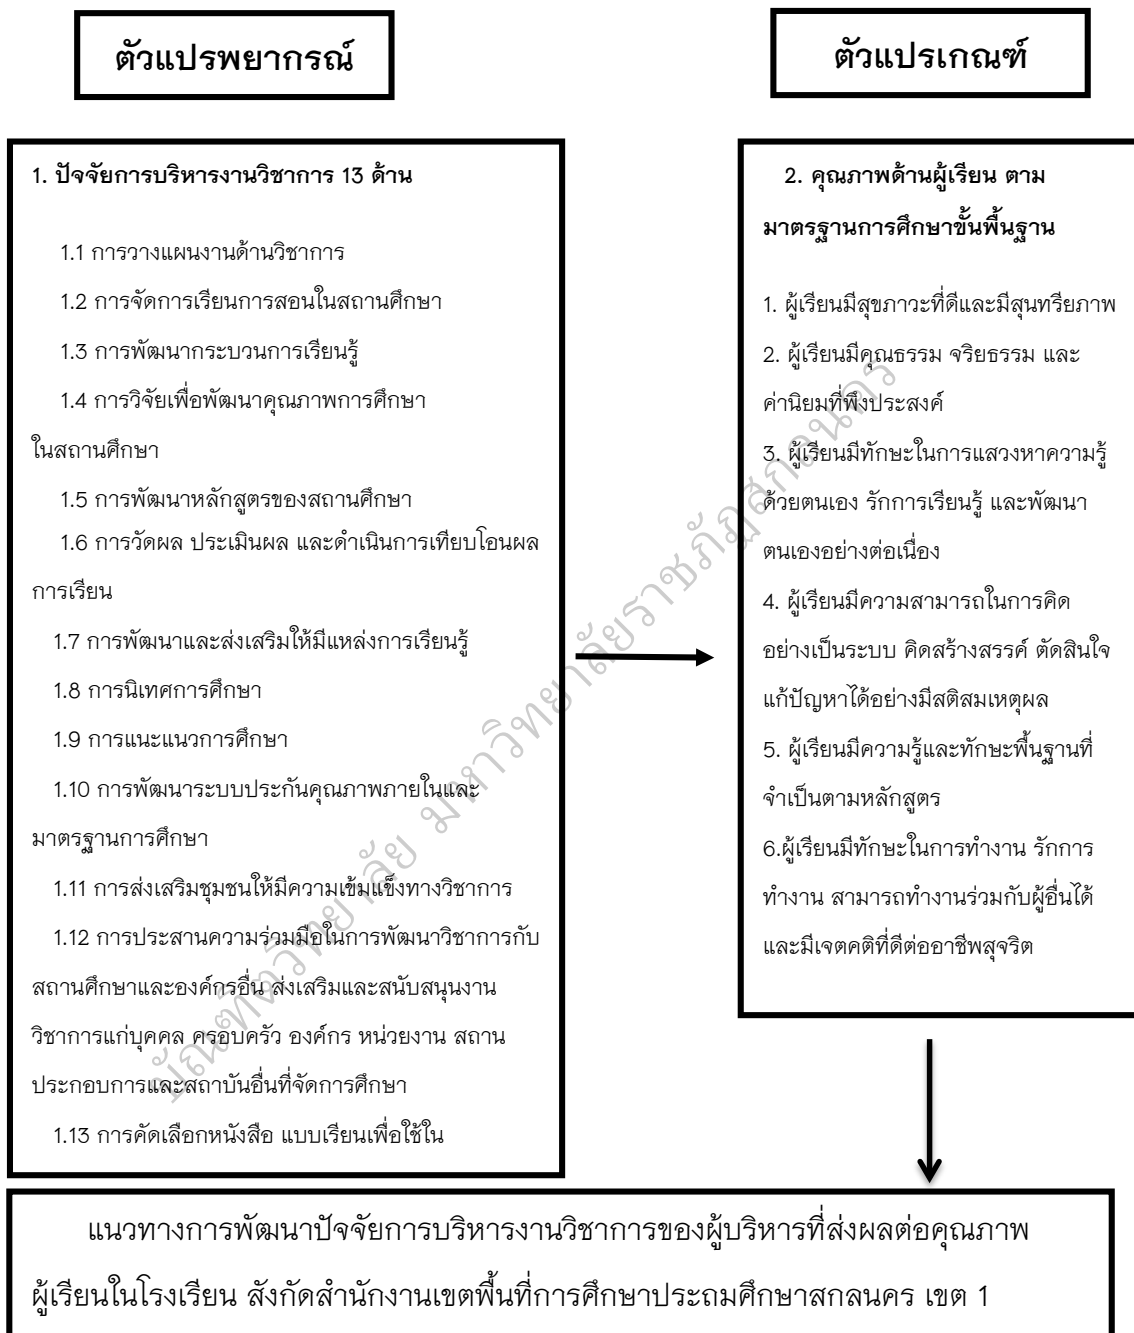 ตัวแปรพยากรณ์
ตัวแปรเกณฑ์
1. ปัจจัยการบริหารงานวิชาการ 13 ด้าน
1.1 การวางแผนงานด้านวิชาการ
1.2 การจัดการเรียนการสอนในสถานศึกษา
1.3 การพัฒนากระบวนการเรียนรู้
1.4 การวิจัยเพื่อพัฒนาคุณภาพการศึกษา
ในสถานศึกษา
1.5 การพัฒนาหลักสูตรของสถานศึกษา
1.6 การวัดผล ประเมินผล และดำเนินการเทียบโอนผล
การเรียน
1.7 การพัฒนาและส่งเสริมให้มีแหล่งการเรียนรู้
1.8 การนิเทศการศึกษา
1.9 การแนะแนวการศึกษา
1.10 การพัฒนาระบบประกันคุณภาพภายในและ
มาตรฐานการศึกษา
1.11 การส่งเสริมชุมชนให้มีความเข้มแข็งทางวิชาการ
1.12 การประสานความร่วมมือในการพัฒนาวิชาการกับ
สถานศึกษาและองค์กรอื่น ส่งเสริมและสนับสนุนงาน
วิชาการแก่บุคคล ครอบครัว องค์กร หน่วยงาน สถาน
ประกอบการและสถาบันอื่นที่จัดการศึกษา
1.13 การคัดเลือกหนังสือ แบบเรียนเพื่อใช้ใน
2. คุณภาพด้านผู้เรียน ตาม
มาตรฐานการศึกษาขั้นพื้นฐาน
1. ผู้เรียนมีสุขภาวะที่ดีและมีสุนทรียภาพ
2. ผู้เรียนมีคุณธรรม จริยธรรม และ
ค่านิยมที่พึงประสงค์
3. ผู้เรียนมีทักษะในการแสวงหาความรู้
ด้วยตนเอง รักการเรียนรู้ และพัฒนา
ตนเองอย่างต่อเนื่อง
4. ผู้เรียนมีความสามารถในการคิด
อย่างเป็นระบบ คิดสร้างสรรค์ ตัดสินใจ
แก้ปัญหาได้อย่างมีสติสมเหตุผล
5. ผู้เรียนมีความรู้และทักษะพื้นฐานที่
จำเป็นตามหลักสูตร
6.ผู้เรียนมีทักษะในการทำงาน รักการ
ทำงาน สามารถทำงานร่วมกับผู้อื่นได้
และมีเจตคติที่ดีต่ออาชีพสุจริต
บัณฑิตวิทยาลัย มหาวิทยาลัยราชภัฏสกลนคร
แนวทางการพัฒนาปัจจัยการบริหารงานวิชาการของผู้บริหารที่ส่งผลต่อคุณภาพ
ผู้เรียนในโรงเรียน สังกัดสำนักงานเขตพื้นที่การศึกษาประถมศึกษาสกลนคร เขต 1